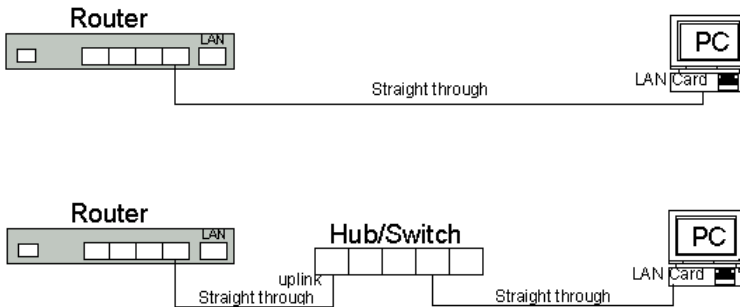 Router
LAN
PC
LAN Card
Straight through
Router
LAN
Hub/Switch
PC
LAN Card
uplink
Straight through
Straight through